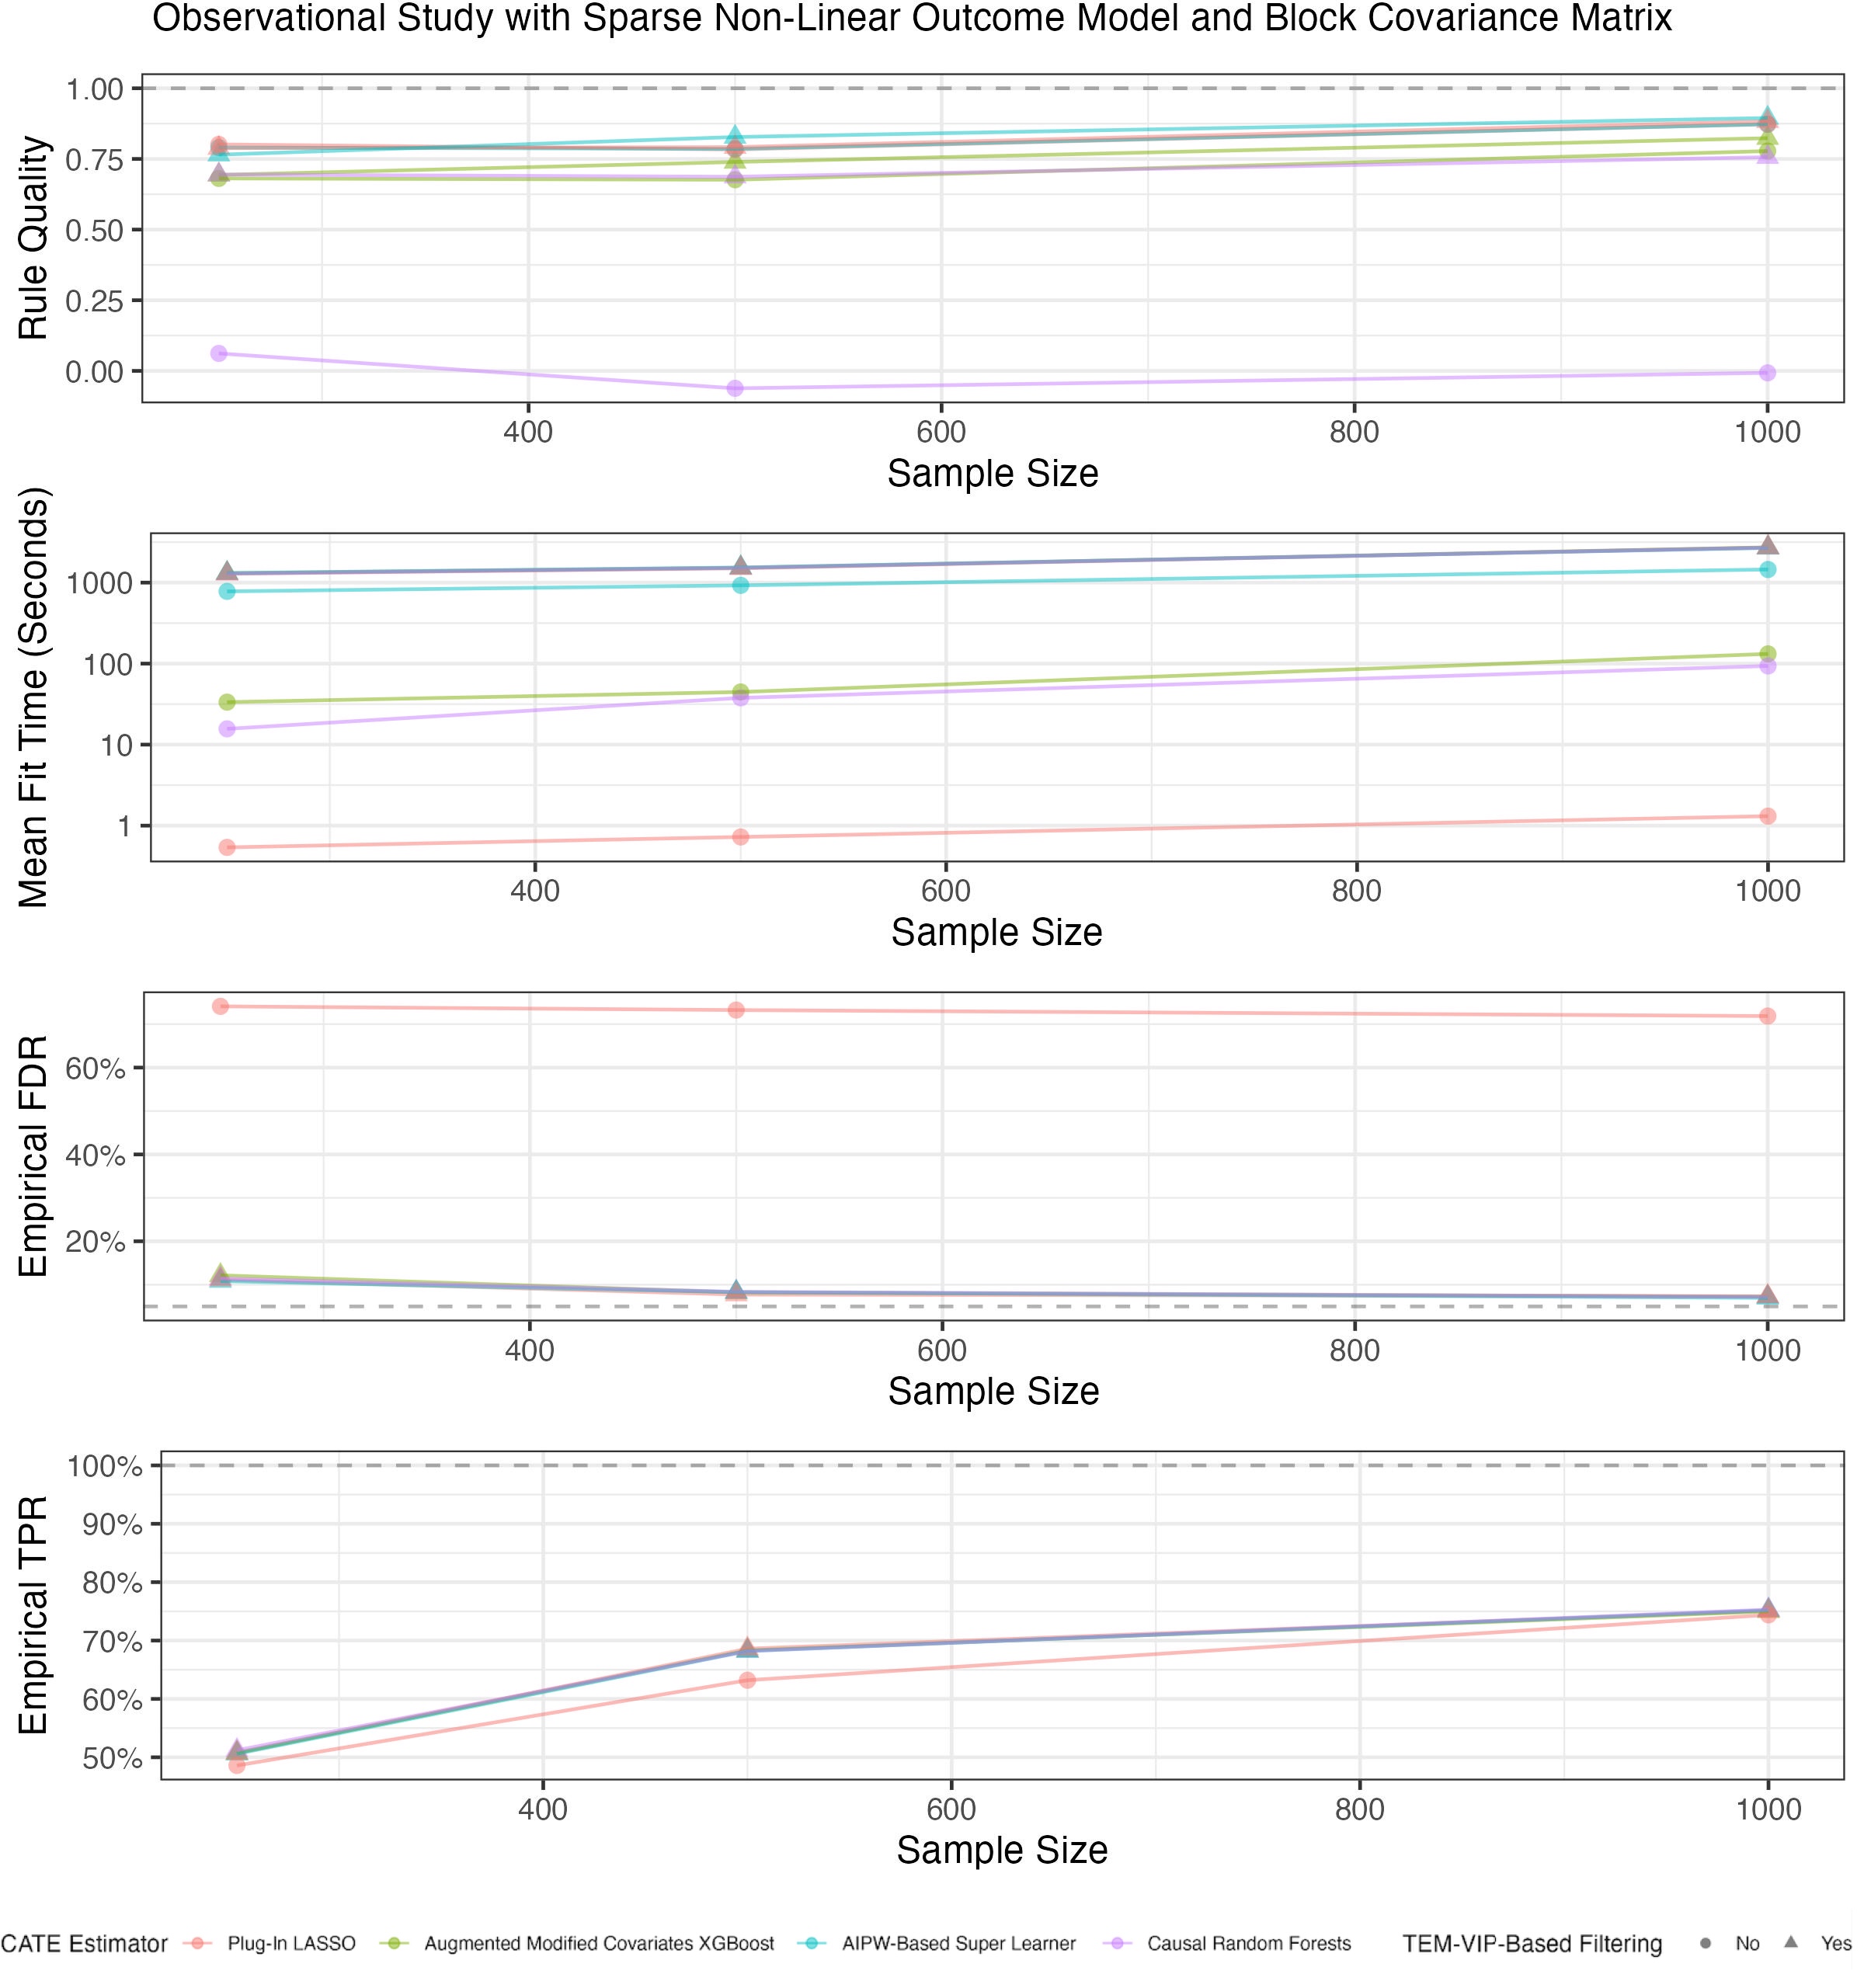 Observational Study with Sparse Non-Linear Outcome Model and Block Covariance Matrix
Rule Quality
1.00
0.75
0.50
0.25
0.00
400 600 800 1000
Sample Size
Mean Fit Time (Seconds)
1000
100
10
1
400 600 800 1000
Sample Size
Empirical FDR
60%
40%
20%
400 600 800 1000
Sample Size
Empirical TPR
100%
90%
80%
70%
60%
50%
400 600 800 1000
Sample Size
CATE Estimator Plug-In LASSO Augmented Modified Covariates XGBoost AIPW-Based Super Learner Causal Random Forests TEM-VIP-Based Filtering No Yes